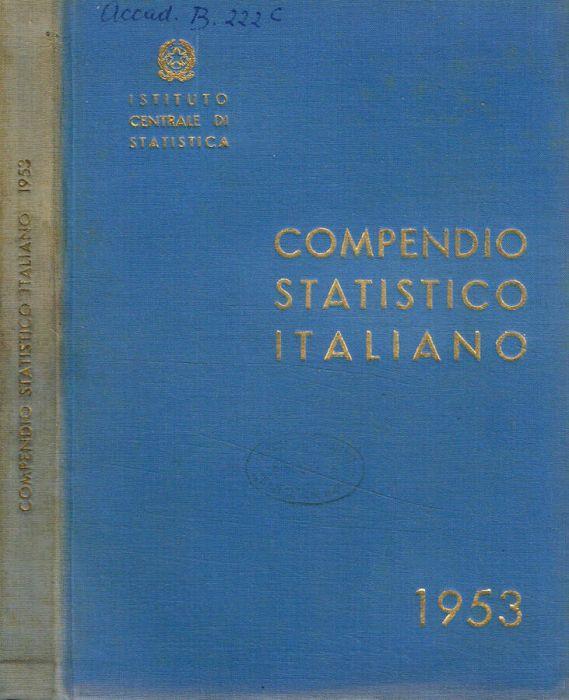 Accad. B. 222 C
ISTITUTO
CENTRALE DI
STATISTICA
COMPENDIO
STATISTICO
ITALIANO
1953
COMPENDIO STATISTICO ITALIANO 1953